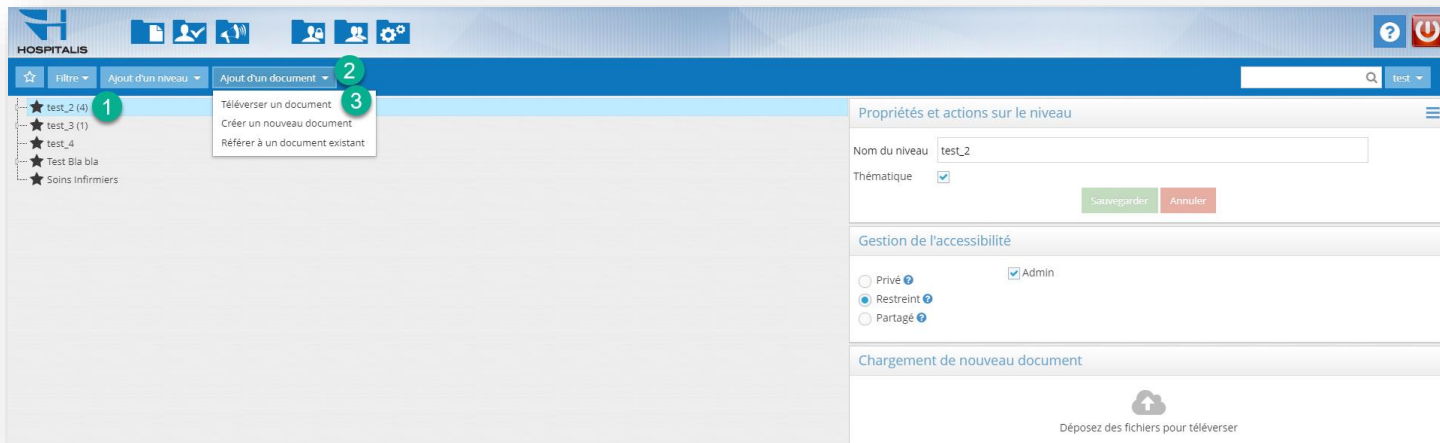 HOSPITALIS
?
Filtre
Ajout d'un niveau
Ajout d'un document
2
test
test_2 (4)
1
test_3 (1)
test_4
Test Bla bla
Soins Infirmiers
Téléverser un document
3
Créer un nouveau document
Référer à un document existant
Propriétés et actions sur le niveau
Nom du niveau test_2
Thématique
Sauvegarder Annuler
Gestion de l'accessibilité
Privé ?
Admin
Restreint ?
Partagé ?
Chargement de nouveau document
Déposez des fichiers pour téléverser